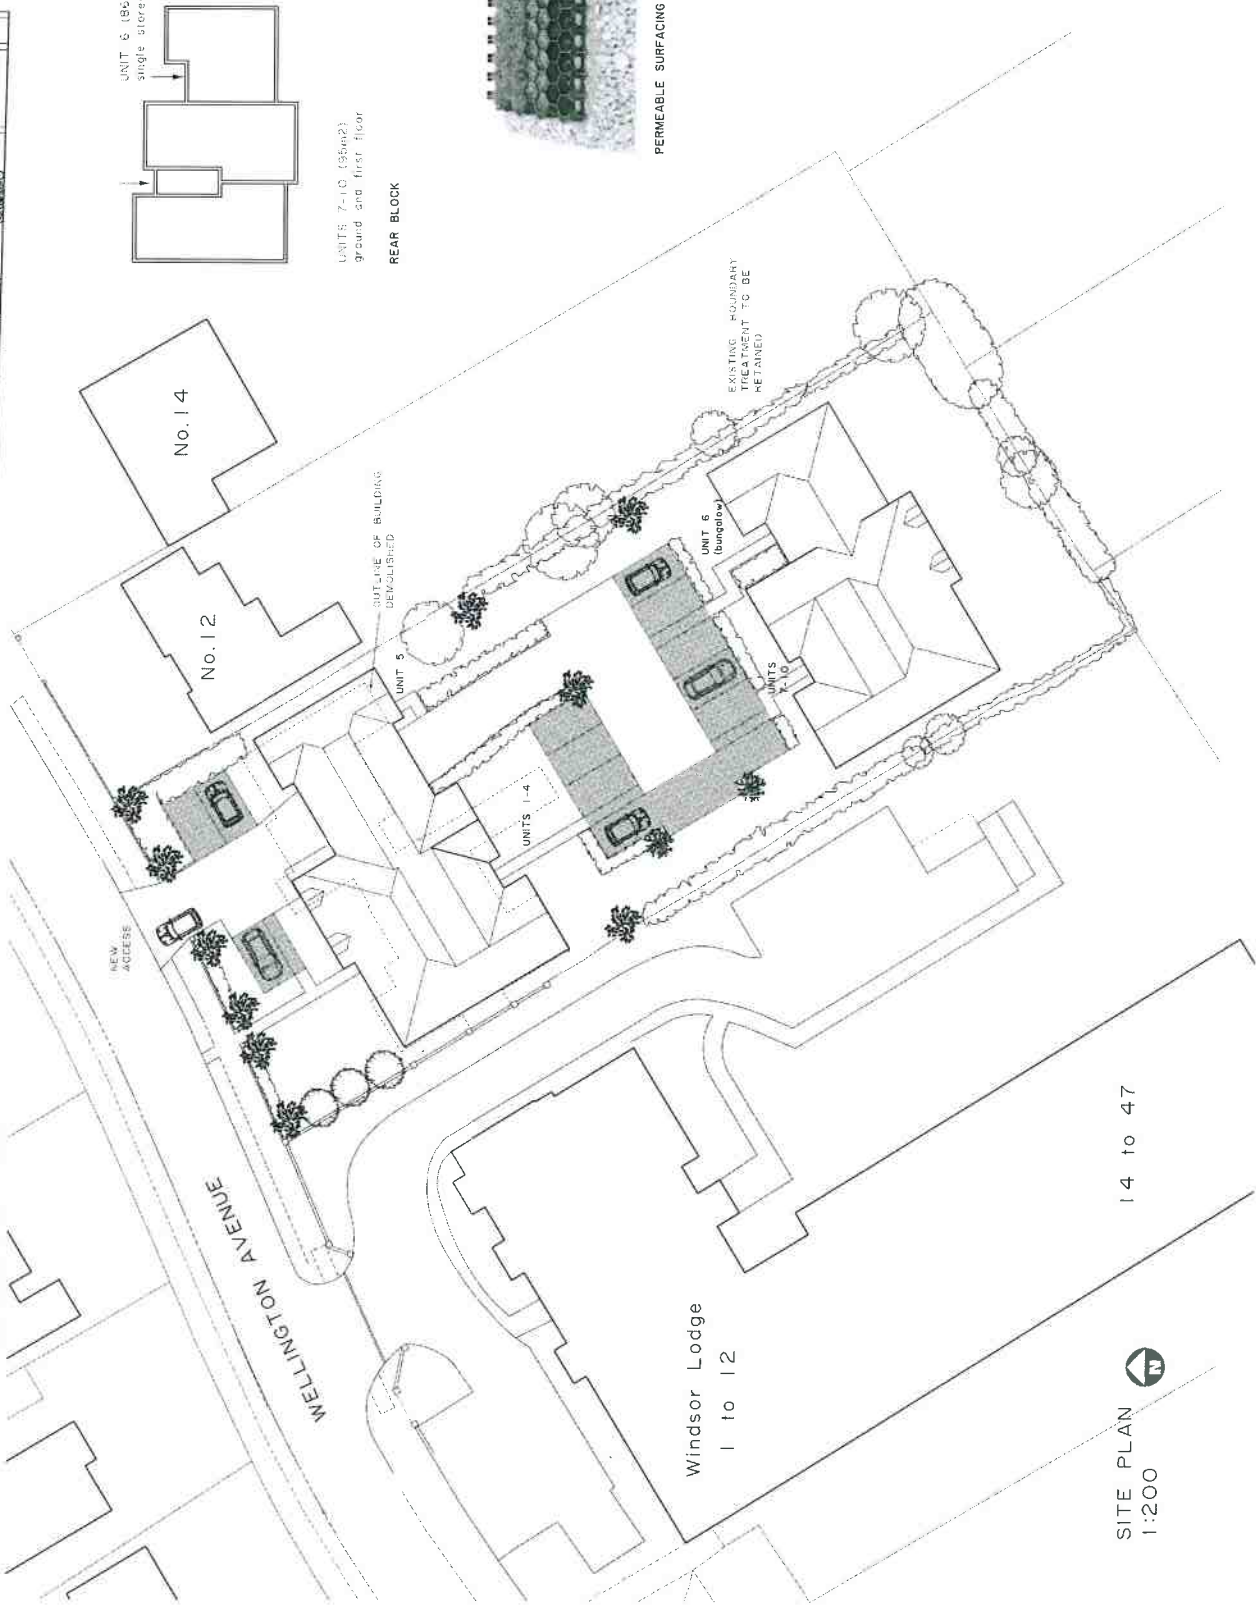 UNIT 6 (86
single store
UNITS 7-10 (95m2)
ground and first floor
REAR BLOCK
PERMEABLE SURFACING
No. 14
No. 12
OUTLINE OF BUILDING
DEMOLISHED
EXISTING BOUNDARY
TREATMENT TO BE
RETAINED
UNIT 5
UNIT 6
(bungalow)
UNITS
7-10
UNITS 1-4
NEW
ACCESS
WELLINGTON AVENUE
Windsor Lodge
1 to 12
14 to 47
SITE PLAN
1:200
N